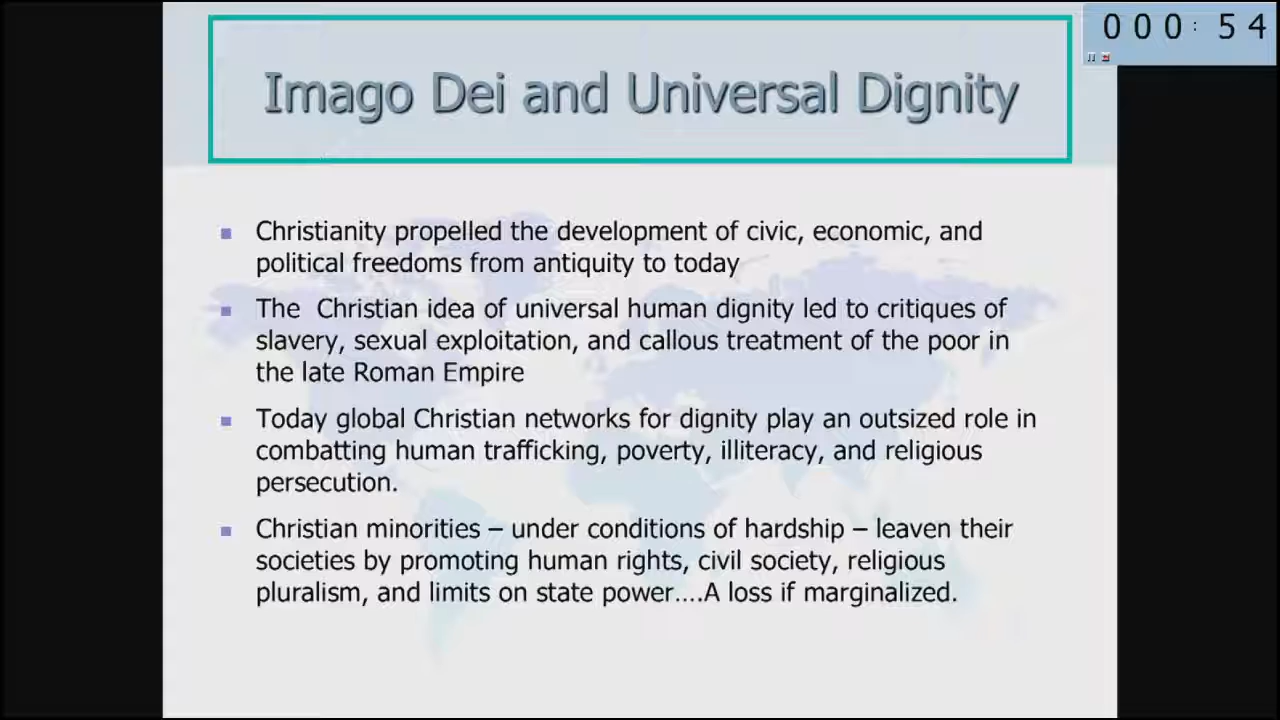 000:54
Imago Dei and Universal Dignity
Christianity propelled the development of civic, economic, and
political freedoms from antiquity to today
The  Christian idea of universal human dignity led to critiques of
slavery, sexual exploitation, and callous treatment of the poor in
the late Roman Empire
Today global Christian networks for dignity play an outsized role in
combatting human trafficking, poverty, illiteracy, and religious
persecution.
Christian minorities – under conditions of hardship – leaven their
societies by promoting human rights, civil society, religious
pluralism, and limits on state power….A loss if marginalized.